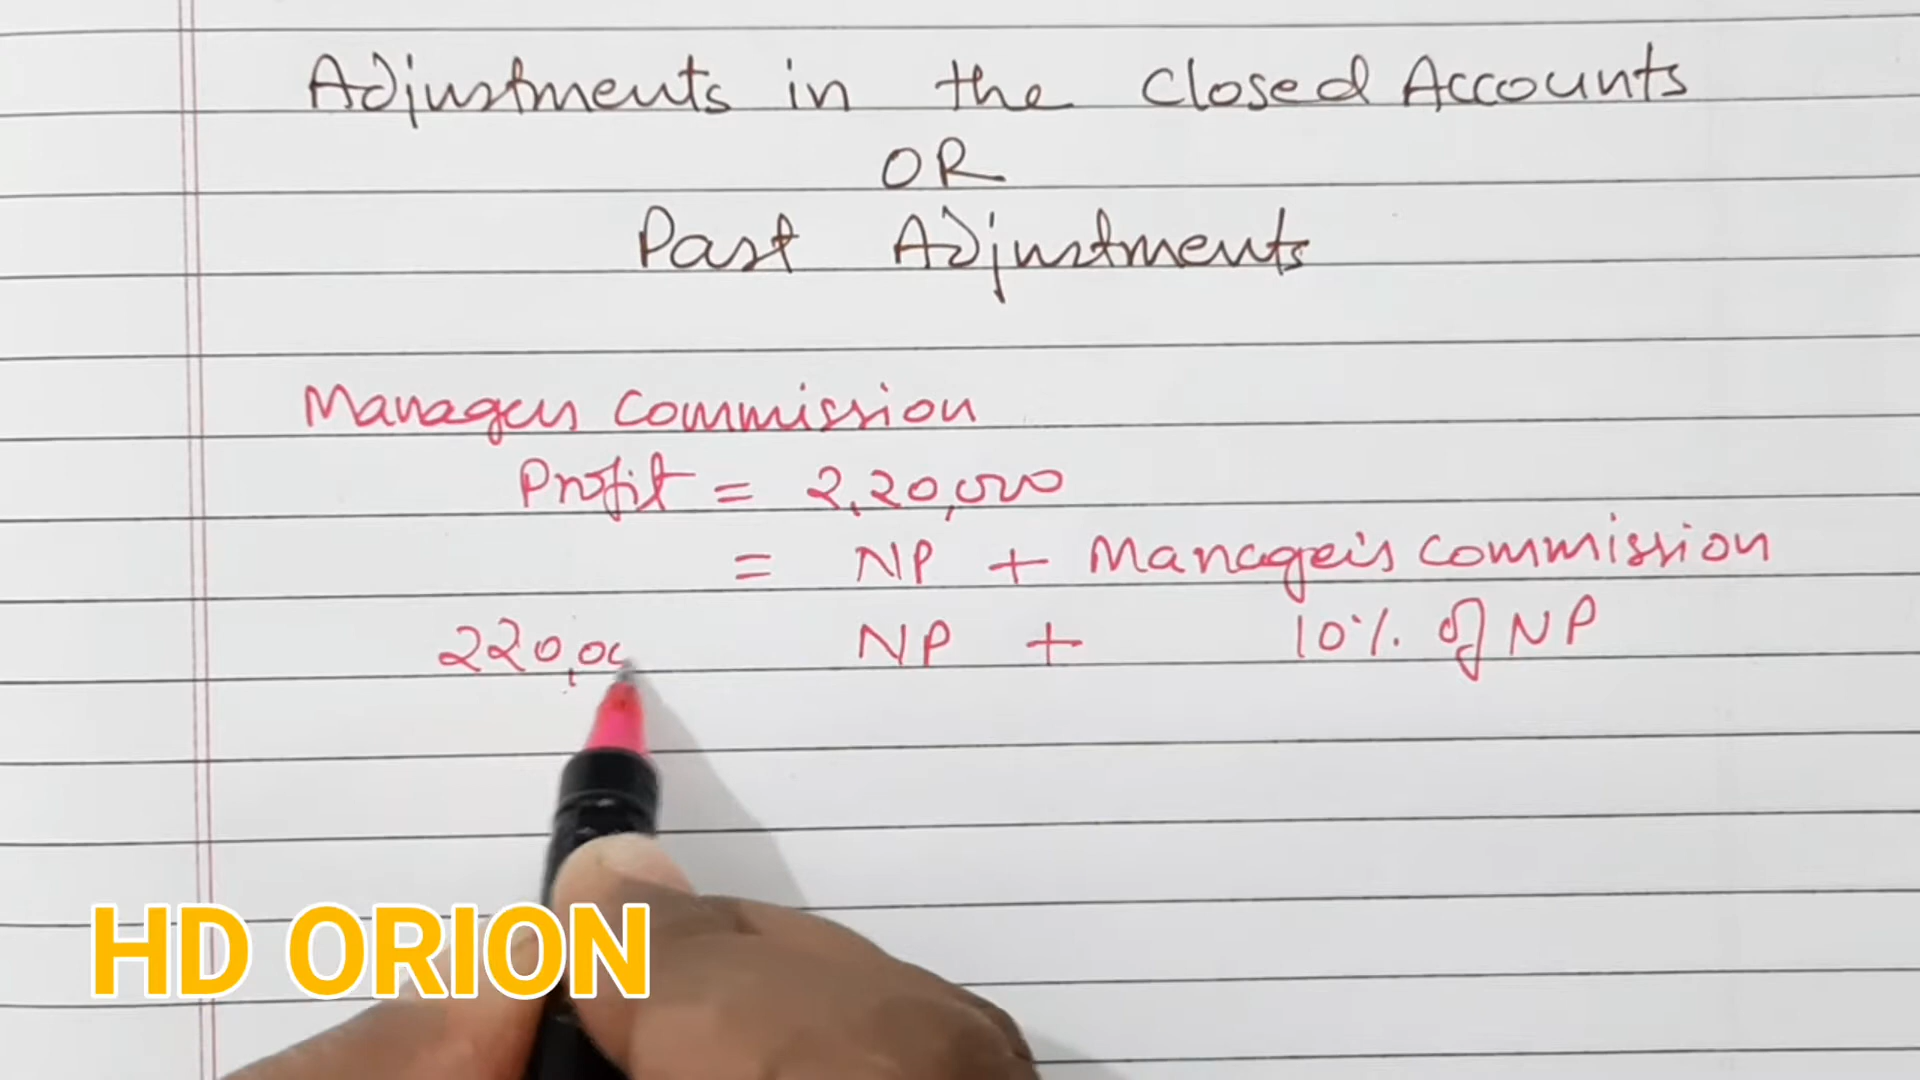 Adjustments in the Closed Accounts
OR
Past Adjustments
Managers Commission
Profit = 2,20,000
= NP + Manager's Commission
220,00 NP + 10% of NP
HD ORION